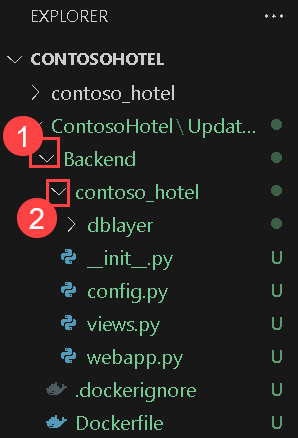 EXPLORER
CONTOSOHOTEL
contoso_hotel
1
ContosoHotel\Updat...
Backend
contoso_hotel
2
dblayer
__init__.py U
config.py U
views.py U
webapp.py U
.dockerignore U
Dockerfile U